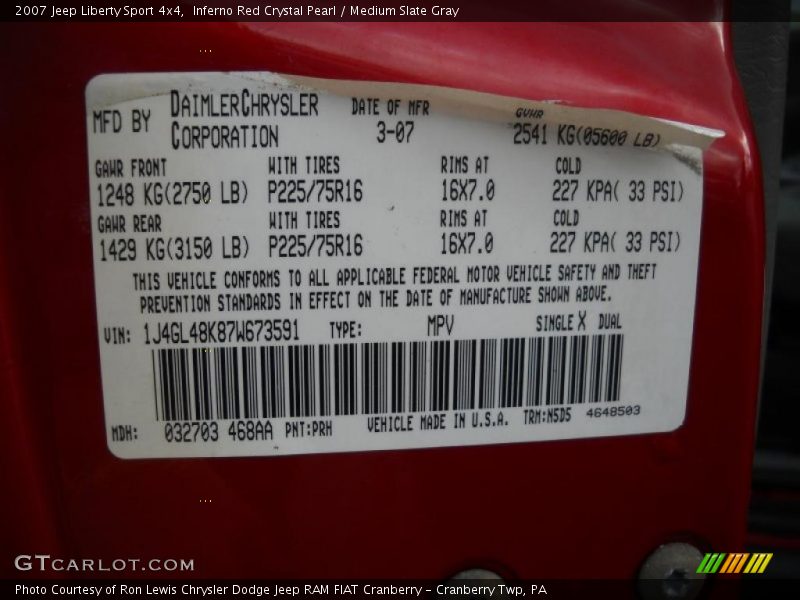 2007 Jeep Liberty Sport 4x4,  Inferno Red Crystal Pearl / Medium Slate Gray
MFD BY DAIMLERCHRYSLER CORPORATION DATE OF MFR 3-07 GVWR 2541 KG(05600 LB)
GAWR FRONT WITH TIRES RIMS AT COLD
1248 KG(2750 LB) P225/75R16 16X7.0 227 KPA( 33 PSI)
GAWR REAR WITH TIRES RIMS AT COLD
1429 KG(3150 LB) P225/75R16 16X7.0 227 KPA( 33 PSI)
THIS VEHICLE CONFORMS TO ALL APPLICABLE FEDERAL MOTOR VEHICLE SAFETY AND THEFT
PREVENTION STANDARDS IN EFFECT ON THE DATE OF MANUFACTURE SHOWN ABOVE.
VIN: 1J4GL48K87W673591 TYPE: MPV SINGLE X DUAL
MDH: 032703 468AA PNT:PRH VEHICLE MADE IN U.S.A. TRM:N5D5 4648503
GTCARLOT.COM
Photo Courtesy of Ron Lewis Chrysler Dodge Jeep RAM FIAT Cranberry - Cranberry Twp, PA